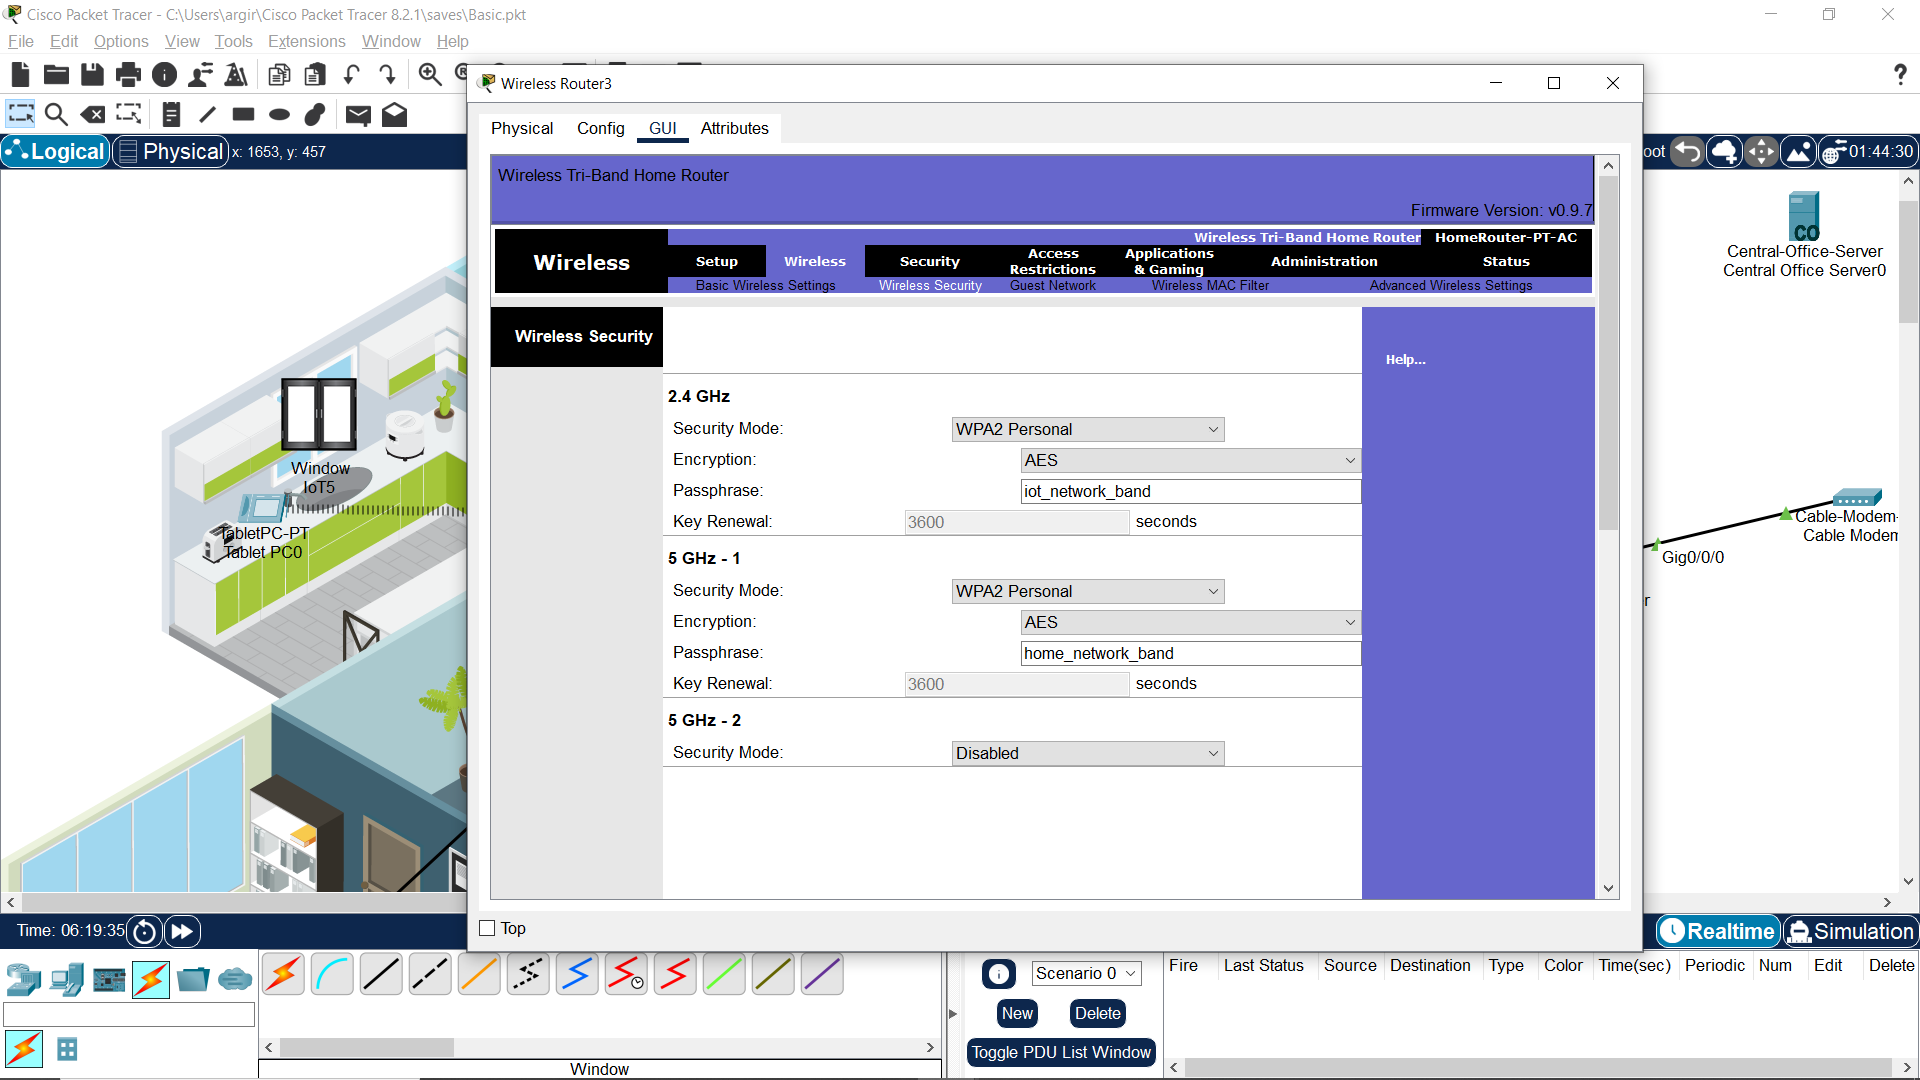 Cisco Packet Tracer - C:\Users\argir\Cisco Packet Tracer 8.2.1\saves\Basic.pkt
File Edit Options View Tools Extensions Window Help
Wireless Router3
Physical Config GUI Attributes
Logical Physical x: 1653, y: 457
oot 01:44:30
Wireless Tri-Band Home Router
Firmware Version: v0.9.7
Wireless Tri-Band Home Router HomeRouter-PT-AC
Wireless
Setup Wireless Security Access Restrictions Applications & Gaming Administration Status
Basic Wireless Settings Wireless Security Guest Network Wireless MAC Filter Advanced Wireless Settings
Wireless Security
Help...
2.4 GHz
Security Mode: WPA2 Personal
Encryption: AES
Passphrase: iot_network_band
Key Renewal: 3600 seconds
5 GHz - 1
Security Mode: WPA2 Personal
Encryption: AES
Passphrase: home_network_band
Key Renewal: 3600 seconds
5 GHz - 2
Security Mode: Disabled
Top
CO
Central-Office-Server
Central Office Server0
Cable-Modem-
Cable Modem
Gig0/0/0
r
Window
IoT5
TabletPC-PT
Tablet PC0
Time: 06:19:35
Realtime Simulation
Scenario 0
New Delete
Toggle PDU List Window
Fire Last Status Source Destination Type Color Time(sec) Periodic Num Edit Delete
Window